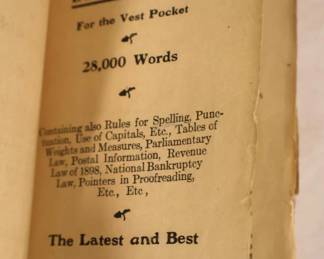 For the Vest Pocket
28,000 Words
Containing also Rules for Spelling, Punc-
tuation, Use of Capitals, Etc., Tables of
Weights and Measures, Parliamentary
Law, Postal Information, Revenue
Law of 1898, National Bankruptcy
Law, Pointers in Proofreading,
Etc., Etc,
The Latest and Best